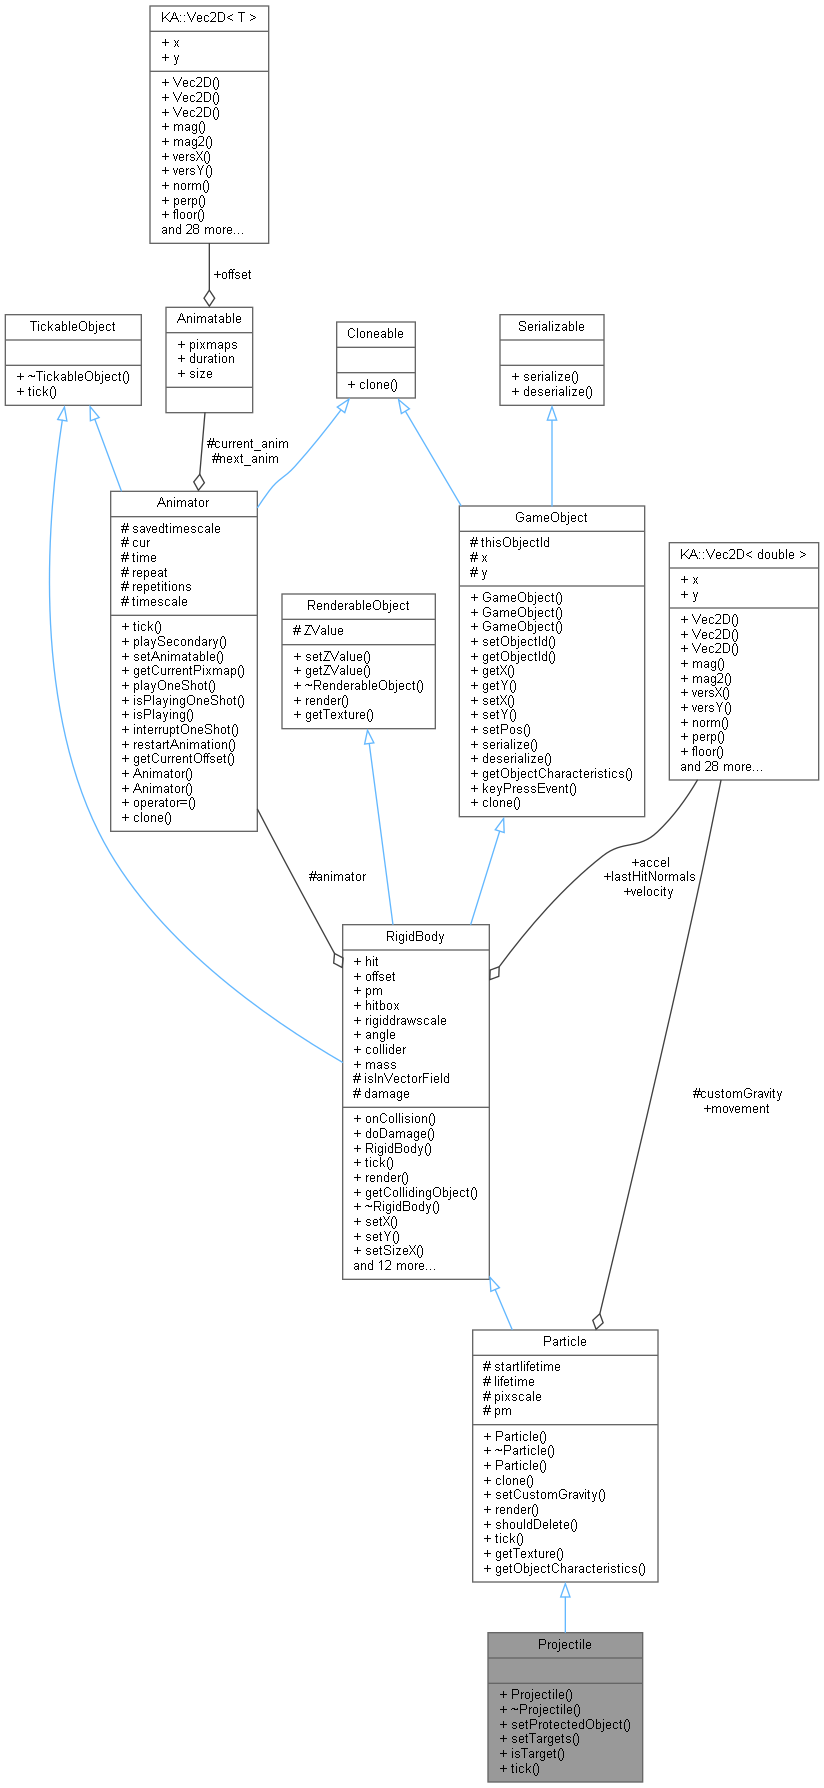 KA::Vec2D< T >
+ x
+ y
+ Vec2D()
+ Vec2D()
+ Vec2D()
+ mag()
+ mag2()
+ versX()
+ versY()
+ norm()
+ perp()
+ floor()
and 28 more...
+offset
Animatable
+ pixmaps
+ duration
+ size
TickableObject
+ ~TickableObject()
+ tick()
Cloneable
+ clone()
Serializable
+ serialize()
+ deserialize()
#current_anim
#next_anim
Animator
# savedtimescale
# cur
# time
# repeat
# repetitions
# timescale
+ tick()
+ playSecondary()
+ setAnimatable()
+ getCurrentPixmap()
+ playOneShot()
+ isPlayingOneShot()
+ isPlaying()
+ interruptOneShot()
+ restartAnimation()
+ getCurrentOffset()
+ Animator()
+ Animator()
+ operator=()
+ clone()
GameObject
# thisObjectId
# x
# y
+ GameObject()
+ GameObject()
+ GameObject()
+ setObjectId()
+ getObjectId()
+ getX()
+ getY()
+ setX()
+ setY()
+ setPos()
+ serialize()
+ deserialize()
+ getObjectCharacteristics()
+ keyPressEvent()
+ clone()
KA::Vec2D< double >
+ x
+ y
+ Vec2D()
+ Vec2D()
+ Vec2D()
+ mag()
+ mag2()
+ versX()
+ versY()
+ norm()
+ perp()
+ floor()
and 28 more...
RenderableObject
# ZValue
+ setZValue()
+ getZValue()
+ ~RenderableObject()
+ render()
+ getTexture()
#animator
+accel
+lastHitNormals
+velocity
RigidBody
+ hit
+ offset
+ pm
+ hitbox
+ rigiddrawscale
+ angle
+ collider
+ mass
# isInVectorField
# damage
+ onCollision()
+ doDamage()
+ RigidBody()
+ tick()
+ render()
+ getCollidingObject()
+ ~RigidBody()
+ setX()
+ setY()
+ setSizeX()
and 12 more...
#customGravity
+movement
Particle
# startlifetime
# lifetime
# pixscale
# pm
+ Particle()
+ ~Particle()
+ Particle()
+ clone()
+ setCustomGravity()
+ render()
+ shouldDelete()
+ tick()
+ getTexture()
+ getObjectCharacteristics()
Projectile
+ Projectile()
+ ~Projectile()
+ setProtectedObject()
+ setTargets()
+ isTarget()
+ tick()